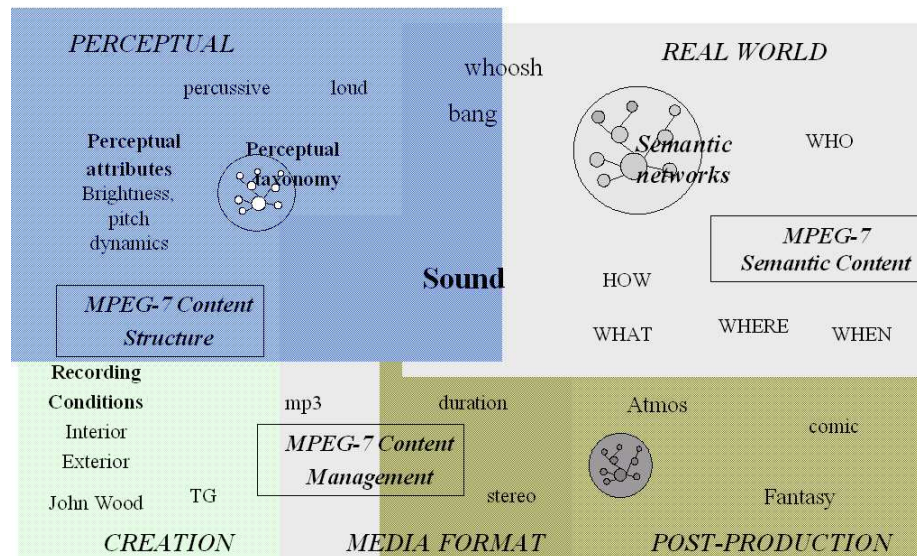 PERCEPTUAL
REAL WORLD
whoosh
percussive
loud
bang
Perceptual
attributes
Brightness,
pitch
dynamics
Perceptual
taxonomy
Semantic
networks
WHO
MPEG-7
Semantic Content
Sound
HOW
MPEG-7 Content
Structure
WHAT
WHERE
WHEN
Recording
Conditions
Interior
Exterior
John Wood
TG
mp3
duration
MPEG-7 Content
Management
stereo
Atmos
comic
Fantasy
CREATION
MEDIA FORMAT
POST-PRODUCTION